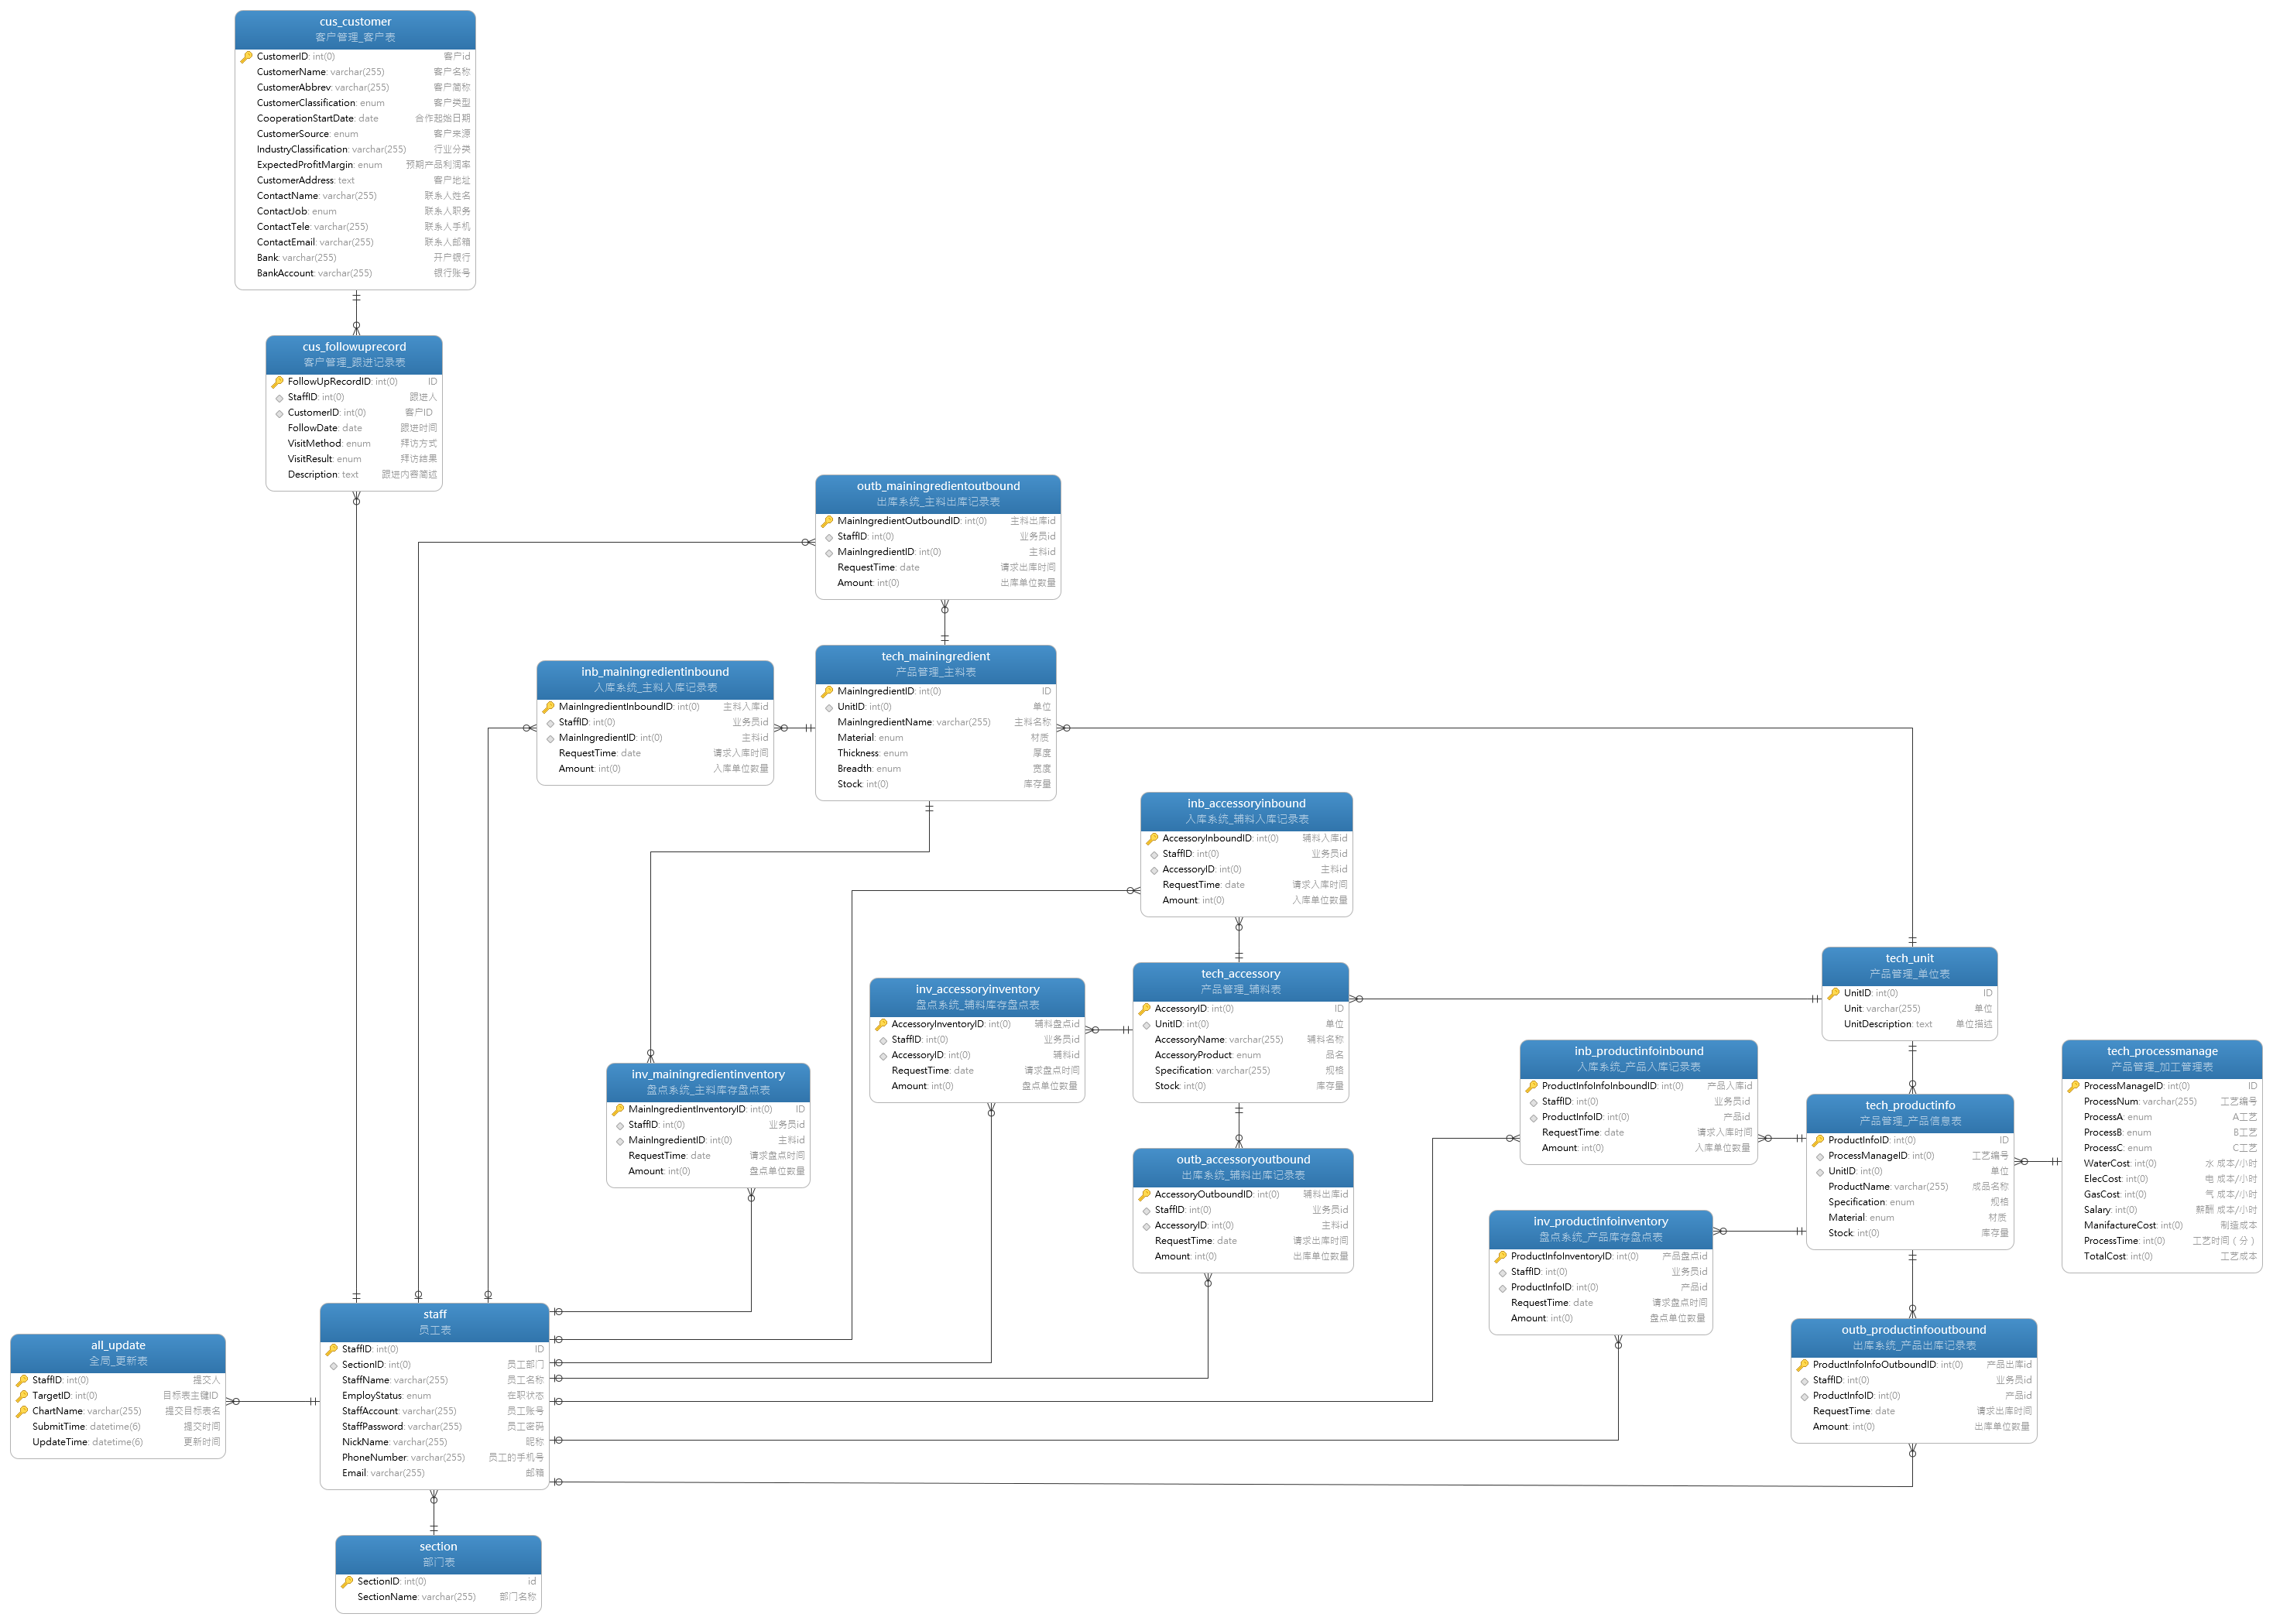 cus_customer
客户管理_客户表
CustomerID: int(0) 客户id
CustomerName: varchar(255) 客户名称
CustomerAbbrev: varchar(255) 客户简称
CustomerClassification: enum 客户类型
CooperationStartDate: date 合作起始日期
CustomerSource: enum 客户来源
IndustryClassification: varchar(255) 行业分类
ExpectedProfitMargin: enum 预期产品利润率
CustomerAddress: text 客户地址
ContactName: varchar(255) 联系人姓名
ContactJob: enum 联系人职务
ContactTele: varchar(255) 联系人手机
ContactEmail: varchar(255) 联系人邮箱
Bank: varchar(255) 开户银行
BankAccount: varchar(255) 银行账号
cus_followuprecord
客户管理_跟进记录表
FollowUpRecordID: int(0) ID
StaffID: int(0) 跟进人
CustomerID: int(0) 客户ID
FollowDate: date 跟进时间
VisitMethod: enum 拜访方式
VisitResult: enum 拜访结果
Description: text 跟进内容简述
outb_mainingredientoutbound
出库系统_主料出库记录表
MainIngredientOutboundID: int(0) 主料出库id
StaffID: int(0) 业务员id
MainIngredientID: int(0) 主料id
RequestTime: date 请求出库时间
Amount: int(0) 出库单位数量
inb_mainingredientinbound
入库系统_主料入库记录表
MainIngredientInboundID: int(0) 主料入库id
StaffID: int(0) 业务员id
MainIngredientID: int(0) 主料id
RequestTime: date 请求入库时间
Amount: int(0) 入库单位数量
tech_mainingredient
产品管理_主料表
MainIngredientID: int(0) ID
UnitID: int(0) 单位
MainIngredientName: varchar(255) 主料名称
Material: enum 材质
Thickness: enum 厚度
Breadth: enum 宽度
Stock: int(0) 库存量
inb_accessoryinbound
入库系统_辅料入库记录表
AccessoryInboundID: int(0) 辅料入库id
StaffID: int(0) 业务员id
AccessoryID: int(0) 主料id
RequestTime: date 请求入库时间
Amount: int(0) 入库单位数量
inv_accessoryinventory
盘点系统_辅料库存盘点表
AccessoryInventoryID: int(0) 辅料盘点id
StaffID: int(0) 业务员id
AccessoryID: int(0) 辅料id
RequestTime: date 请求盘点时间
Amount: int(0) 盘点单位数量
tech_accessory
产品管理_辅料表
AccessoryID: int(0) ID
UnitID: int(0) 单位
AccessoryName: varchar(255) 辅料名称
AccessoryProduct: enum 品名
Specification: varchar(255) 规格
Stock: int(0) 库存量
tech_unit
产品管理_单位表
UnitID: int(0) ID
Unit: varchar(255) 单位
UnitDescription: text 单位描述
inv_mainingredientinventory
盘点系统_主料库存盘点表
MainIngredientInventoryID: int(0) ID
StaffID: int(0) 业务员id
MainIngredientID: int(0) 主料id
RequestTime: date 请求盘点时间
Amount: int(0) 盘点单位数量
inb_productinfoinbound
入库系统_产品入库记录表
ProductInfoInfoInboundID: int(0) 产品入库id
StaffID: int(0) 业务员id
ProductInfoID: int(0) 产品id
RequestTime: date 请求入库时间
Amount: int(0) 入库单位数量
tech_processmanage
产品管理_加工管理表
ProcessManageID: int(0) ID
ProcessNum: varchar(255) 工艺编号
ProcessA: enum A工艺
ProcessB: enum B工艺
ProcessC: enum C工艺
WaterCost: int(0) 水 成本/小时
ElecCost: int(0) 电 成本/小时
GasCost: int(0) 气 成本/小时
Salary: int(0) 薪酬 成本/小时
ManifactureCost: int(0) 制造成本
ProcessTime: int(0) 工艺时间（分）
TotalCost: int(0) 工艺成本
tech_productinfo
产品管理_产品信息表
ProductInfoID: int(0) ID
ProcessManageID: int(0) 工艺编号
UnitID: int(0) 单位
ProductName: varchar(255) 成品名称
Specification: enum 规格
Material: enum 材质
Stock: int(0) 库存量
outb_accessoryoutbound
出库系统_辅料出库记录表
AccessoryOutboundID: int(0) 辅料出库id
StaffID: int(0) 业务员id
AccessoryID: int(0) 主料id
RequestTime: date 请求出库时间
Amount: int(0) 出库单位数量
inv_productinfoinventory
盘点系统_产品库存盘点表
ProductInfoInventoryID: int(0) 产品盘点id
StaffID: int(0) 业务员id
ProductInfoID: int(0) 产品id
RequestTime: date 请求盘点时间
Amount: int(0) 盘点单位数量
outb_productinfooutbound
出库系统_产品出库记录表
ProductInfoInfoOutboundID: int(0) 产品出库id
StaffID: int(0) 业务员id
ProductInfoID: int(0) 产品id
RequestTime: date 请求出库时间
Amount: int(0) 出库单位数量
staff
员工表
StaffID: int(0) ID
SectionID: int(0) 员工部门
StaffName: varchar(255) 员工名称
EmployStatus: enum 在职状态
StaffAccount: varchar(255) 员工账号
StaffPassword: varchar(255) 员工密码
NickName: varchar(255) 昵称
PhoneNumber: varchar(255) 员工的手机号
Email: varchar(255) 邮箱
all_update
全局_更新表
StaffID: int(0) 提交人
TargetID: int(0) 目标表主键ID
ChartName: varchar(255) 提交目标表名
SubmitTime: datetime(6) 提交时间
UpdateTime: datetime(6) 更新时间
section
部门表
SectionID: int(0) id
SectionName: varchar(255) 部门名称